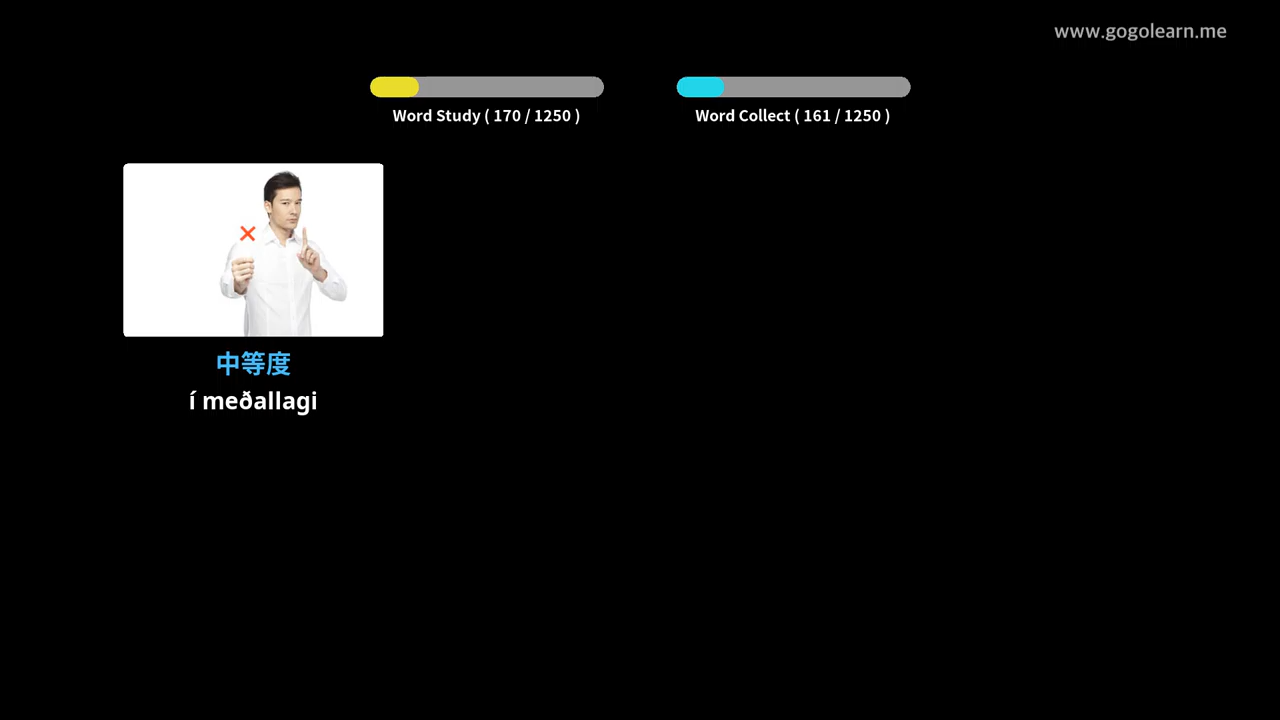 www.gogolearn.me
Word Study ( 170 / 1250 )
Word Collect ( 161 / 1250 )
中等度
í meðallagi